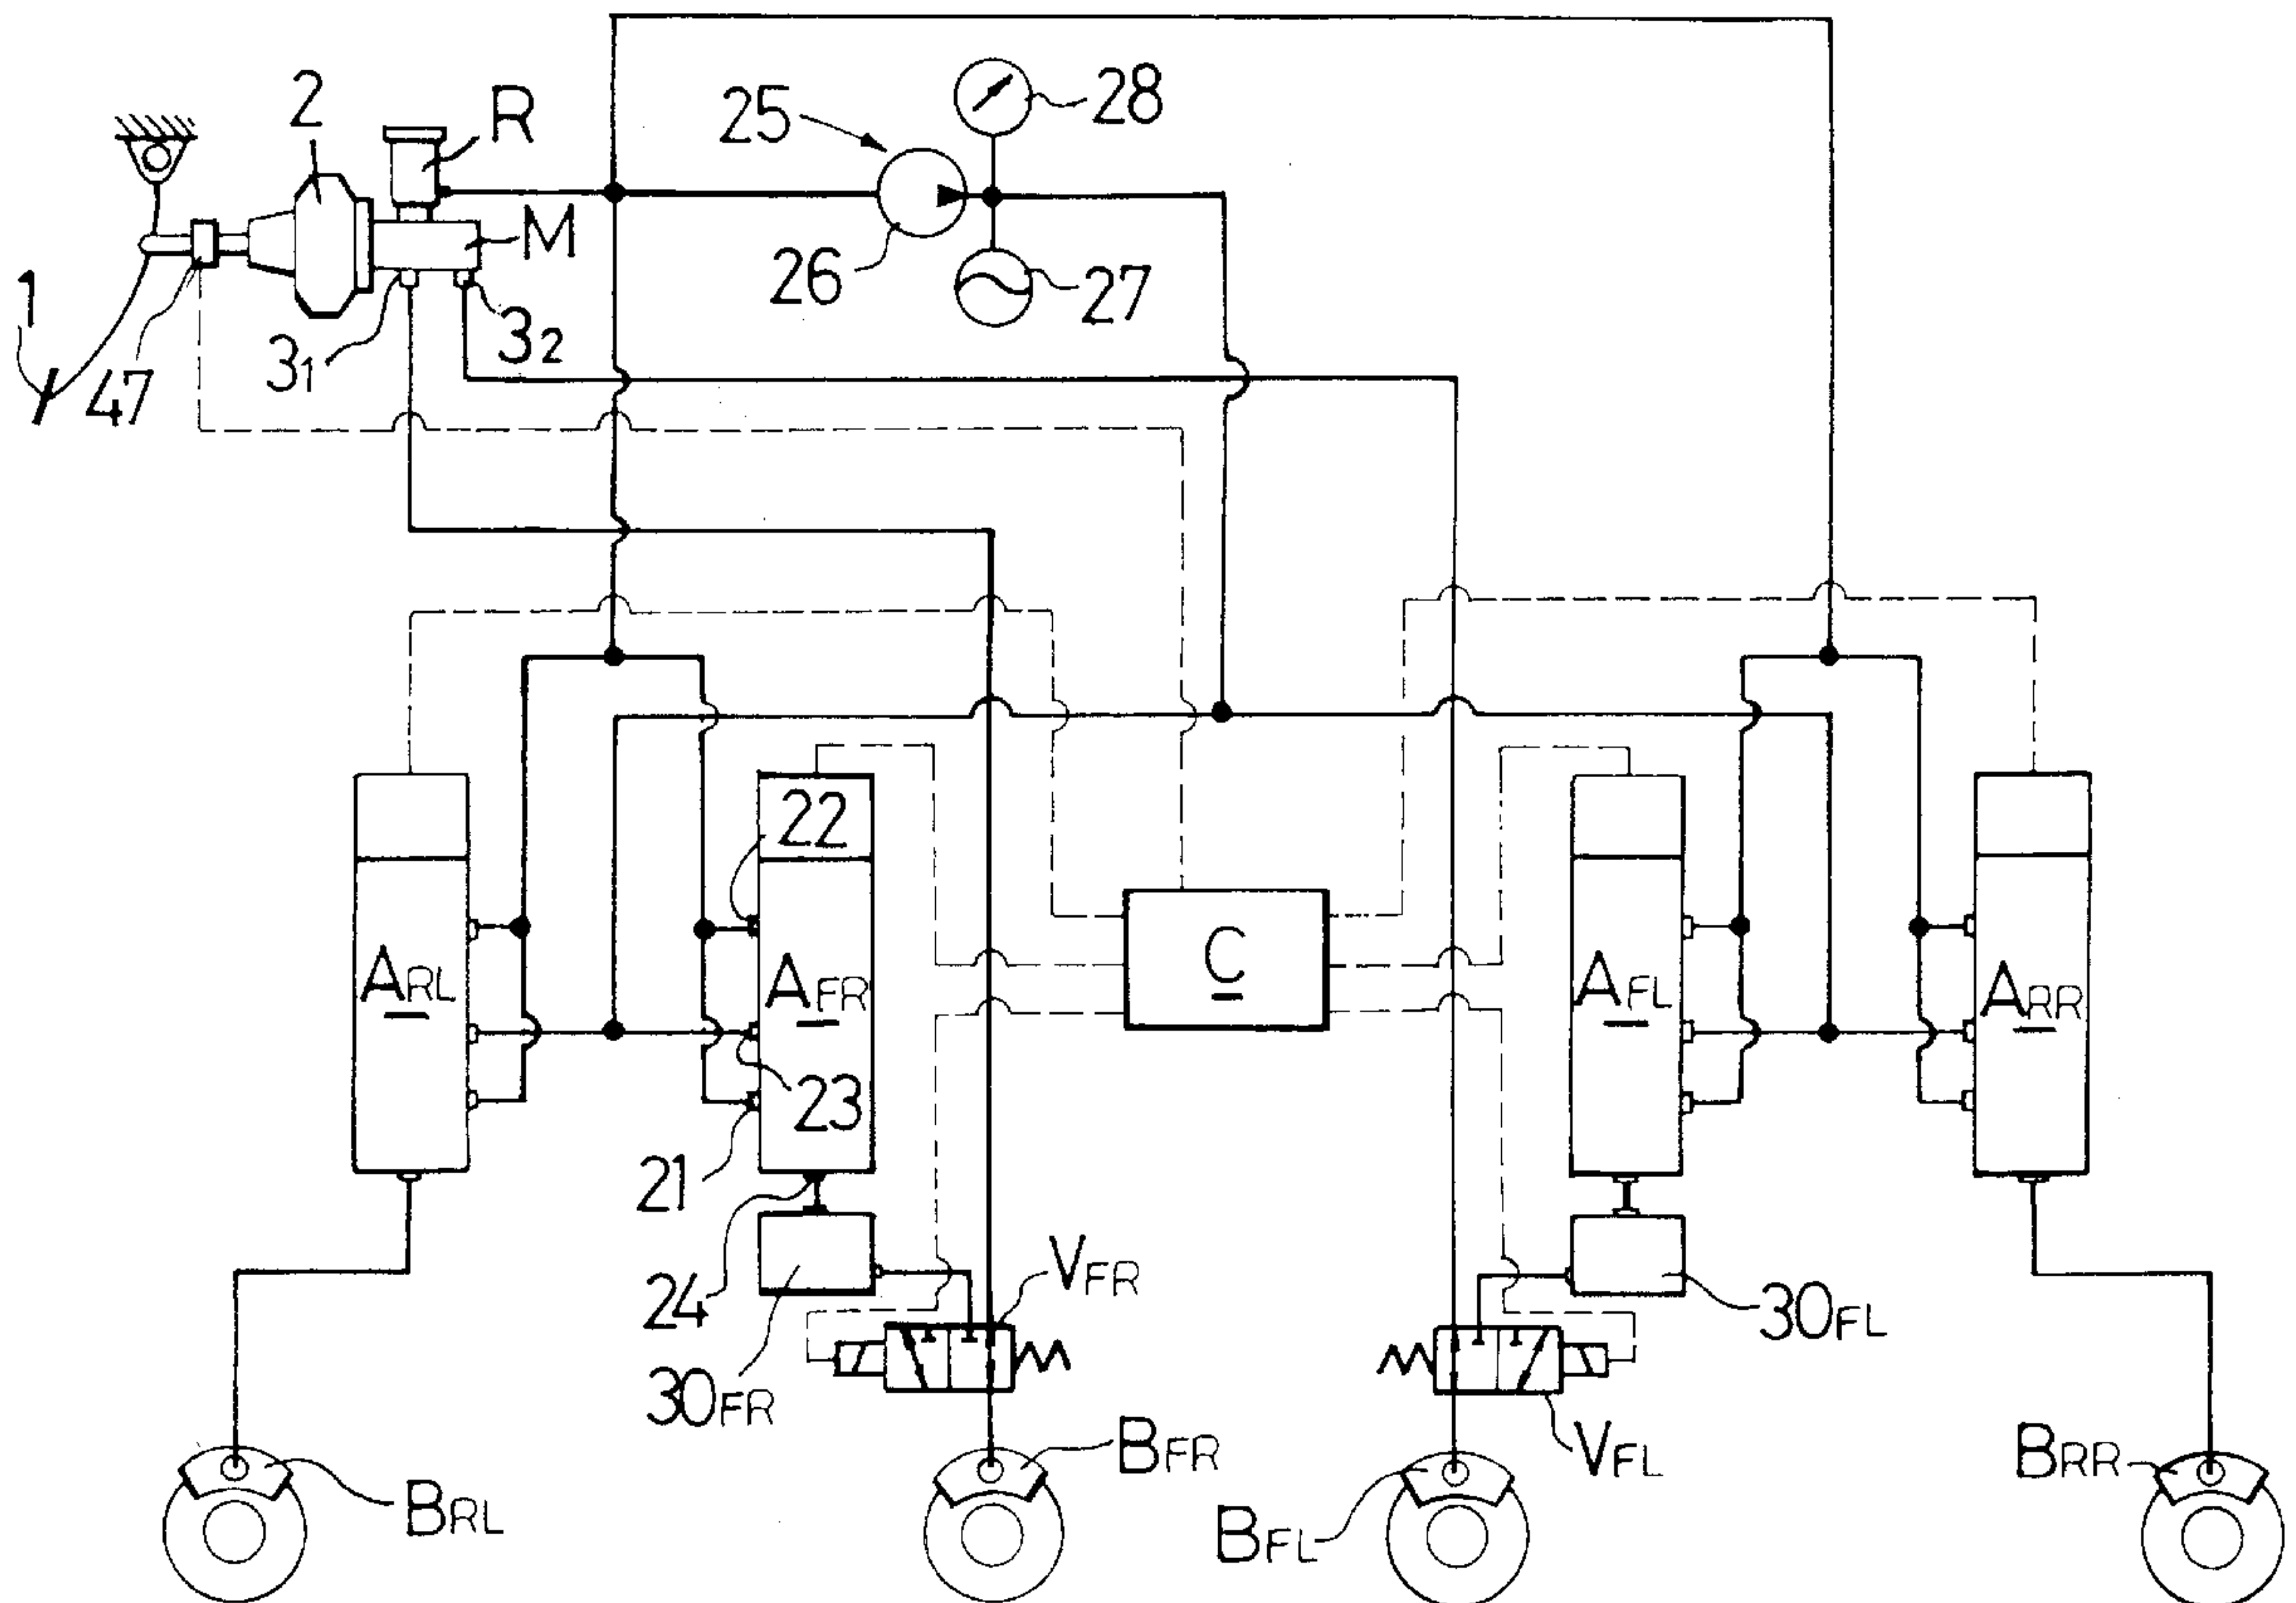 2
R
25
28
M
26
27
1
47
3₁
3₂
22
A_RL
A_FR
C
A_FL
A_RR
23
21
24
30_FR
V_FR
30_FL
V_FL
B_RL
B_FR
B_FL
B_RR